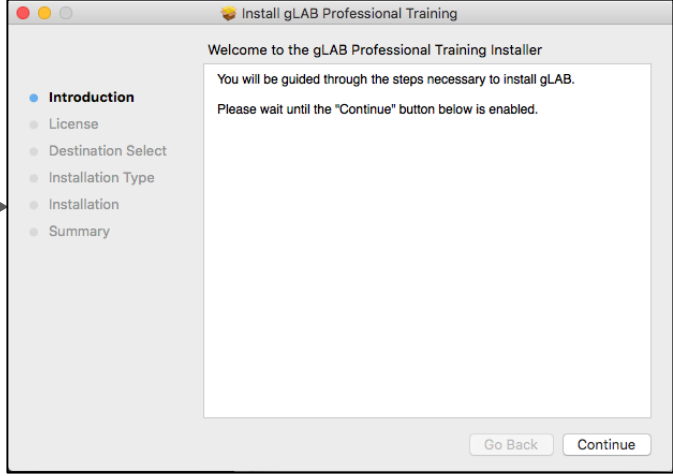 Install gLAB Professional Training
Welcome to the gLAB Professional Training Installer
Introduction
License
Destination Select
Installation Type
Installation
Summary
You will be guided through the steps necessary to install gLAB.
Please wait until the "Continue" button below is enabled.
Go Back
Continue